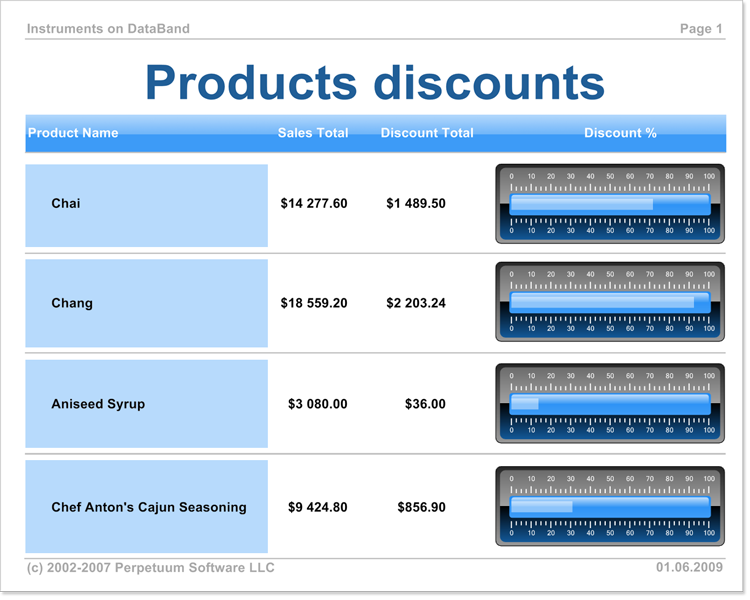 Instruments on DataBand Page 1
Products discounts
Product Name Sales Total Discount Total Discount %
0 10 20 30 40 50 60 70 80 90 100
Chai $14 277.60 $1 489.50
0 10 20 30 40 50 60 70 80 90 100
0 10 20 30 40 50 60 70 80 90 100
Chang $18 559.20 $2 203.24
0 10 20 30 40 50 60 70 80 90 100
0 10 20 30 40 50 60 70 80 90 100
Aniseed Syrup $3 080.00 $36.00
0 10 20 30 40 50 60 70 80 90 100
0 10 20 30 40 50 60 70 80 90 100
Chef Anton's Cajun Seasoning $9 424.80 $856.90
0 10 20 30 40 50 60 70 80 90 100
(c) 2002-2007 Perpetuum Software LLC 01.06.2009